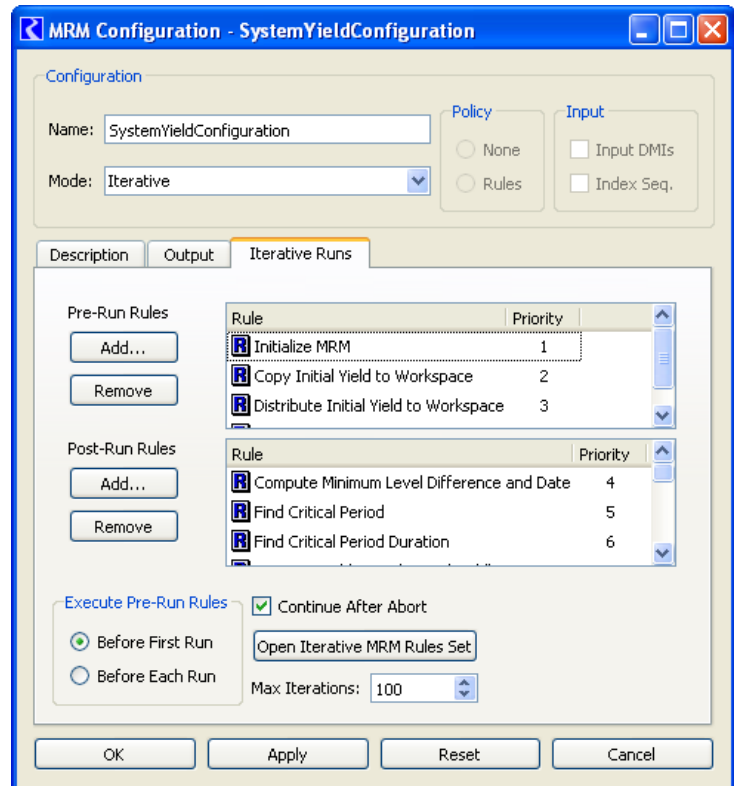 MRM Configuration - SystemYieldConfiguration
Configuration
Name: SystemYieldConfiguration
Mode: Iterative
Policy
None
Rules
Input
Input DMIs
Index Seq.
Description Output Iterative Runs
Pre-Run Rules
Add...
Remove
Rule Priority
R Initialize MRM 1
R Copy Initial Yield to Workspace 2
R Distribute Initial Yield to Workspace 3
Post-Run Rules
Add...
Remove
Rule Priority
R Compute Minimum Level Difference and Date 4
R Find Critical Period 5
R Find Critical Period Duration 6
Execute Pre-Run Rules
Before First Run
Before Each Run
Continue After Abort
Open Iterative MRM Rules Set
Max Iterations: 100
OK Apply Reset Cancel